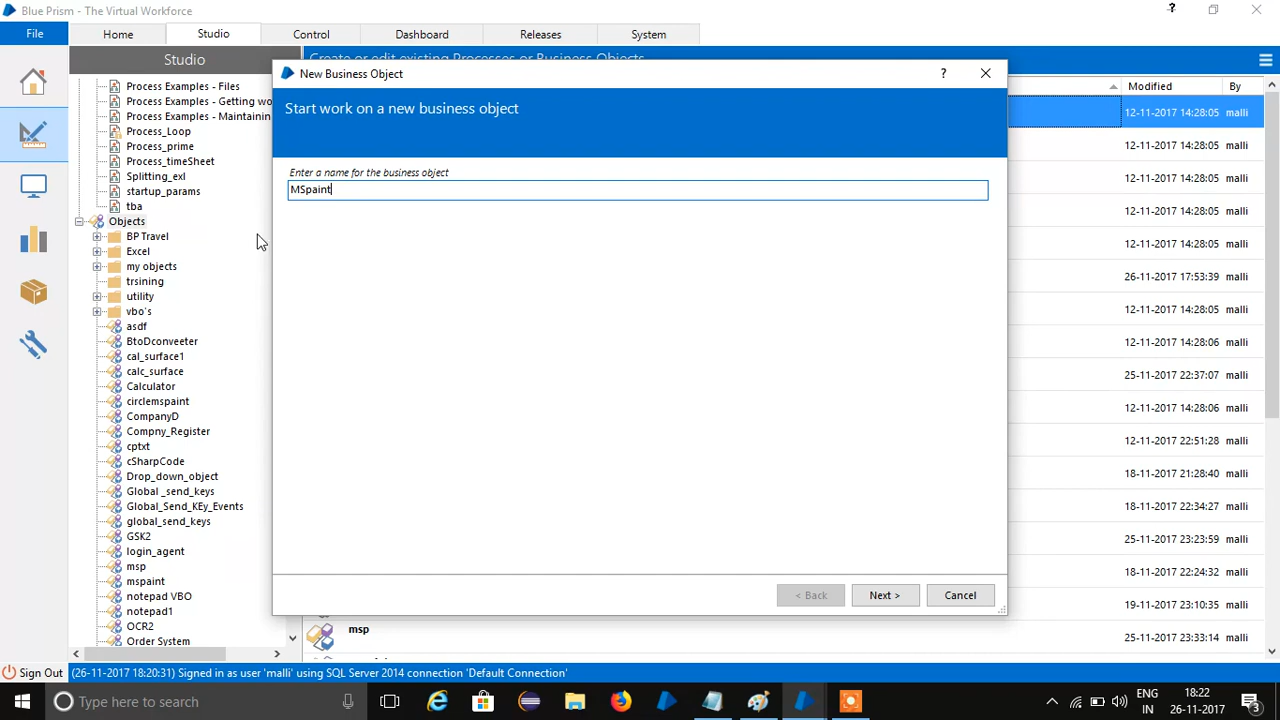 Blue Prism - The Virtual Workforce
File
Home
Studio
Control
Dashboard
Releases
System
Studio
Create or edit existing Processes or Business Objects
New Business Object
?
Start work on a new business object
Enter a name for the business object
MSpaint
< Back
Next >
Cancel
Process Examples - Files
Process Examples - Getting wo
Process Examples - Maintainin
Process_Loop
Process_prime
Process_timeSheet
Splitting_exl
startup_params
tba
Objects
BP Travel
Excel
my objects
trsining
utility
vbo's
asdf
BtoDconveeter
cal_surface1
calc_surface
Calculator
circlemspaint
CompanyD
Compny_Register
cptxt
cSharpCode
Drop_down_object
Global _send_keys
Global_Send_KEy_Events
global_send_keys
GSK2
login_agent
msp
mspaint
notepad VBO
notepad1
OCR2
Order System
Modified By
12-11-2017 14:28:05 malli
12-11-2017 14:28:05 malli
12-11-2017 14:28:05 malli
12-11-2017 14:28:05 malli
12-11-2017 14:28:05 malli
26-11-2017 17:53:39 malli
12-11-2017 14:28:05 malli
12-11-2017 14:28:06 malli
25-11-2017 22:37:07 malli
12-11-2017 14:28:06 malli
12-11-2017 22:51:28 malli
18-11-2017 21:28:40 malli
18-11-2017 22:34:27 malli
25-11-2017 23:23:59 malli
18-11-2017 22:24:32 malli
19-11-2017 23:10:35 malli
msp 25-11-2017 23:33:14 malli
Sign Out
(26-11-2017 18:20:31) Signed in as user 'malli' using SQL Server 2014 connection 'Default Connection'
Type here to search
ENG
IN
18:22
26-11-2017
3